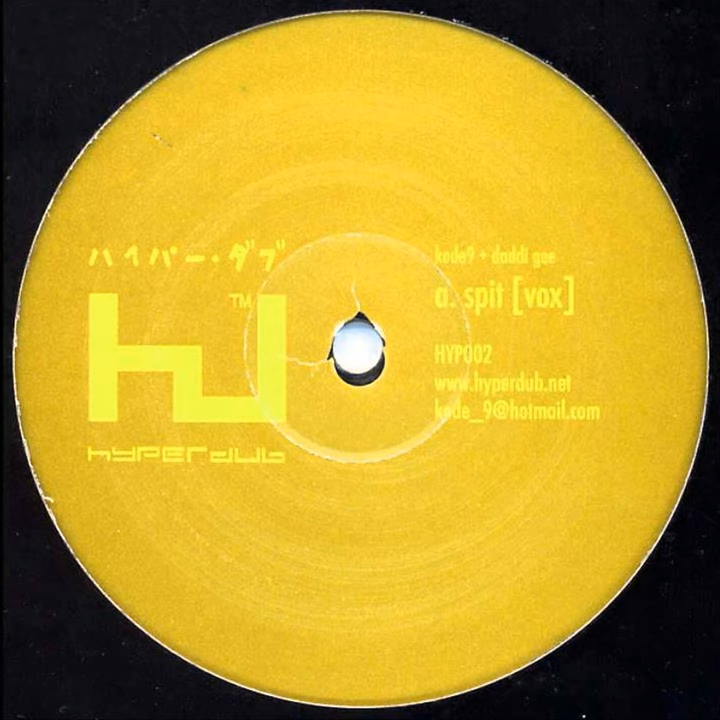 ハイパー・ダブ
TM
hyperdub
kode9 + daddi gee
a. spit [vox]
HYP002
www.hyperdub.net
kode_9@hotmail.com